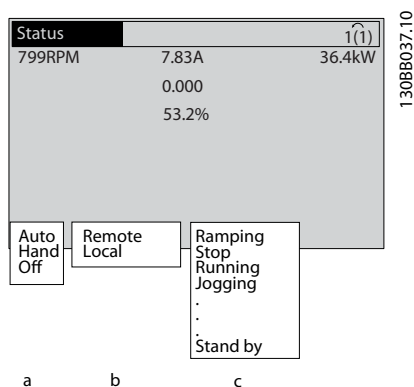 Status 1(1)
799RPM 7.83A 36.4kW
0.000
53.2%
Auto
Hand
Off
Remote
Local
Ramping
Stop
Running
Jogging
.
.
.
Stand by
a b c
130BB037.10